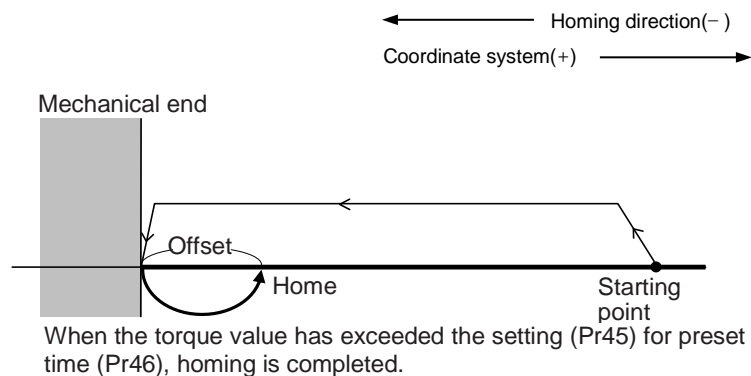 Homing direction(−)
Coordinate system(+)
Mechanical end
Offset
Home
Starting
point
When the torque value has exceeded the setting (Pr45) for preset
time (Pr46), homing is completed.